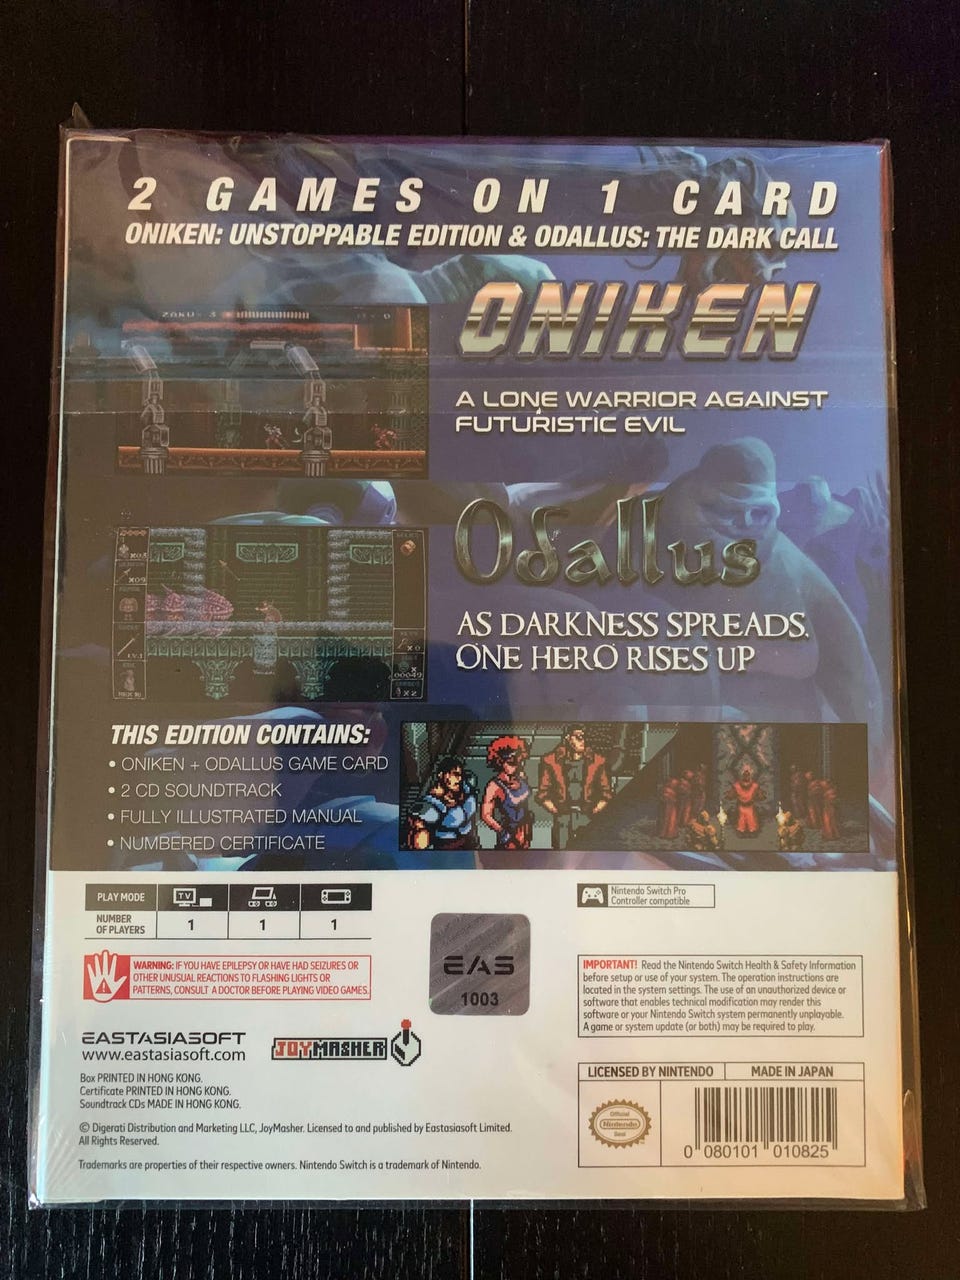 2 GAMES ON 1 CARD
ONIKEN: UNSTOPPABLE EDITION & ODALLUS: THE DARK CALL
ONIKEN
A LONE WARRIOR AGAINST
FUTURISTIC EVIL
ZAKU- 3
Odallus
AS DARKNESS SPREADS,
ONE HERO RISES UP
X09
LV.1
X0
00049
X2
THIS EDITION CONTAINS:
• ONIKEN + ODALLUS GAME CARD
• 2 CD SOUNDTRACK
• FULLY ILLUSTRATED MANUAL
• NUMBERED CERTIFICATE
PLAY MODE TV
NUMBER
OF PLAYERS 1 1 1
Nintendo Switch Pro
Controller compatible
WARNING: IF YOU HAVE EPILEPSY OR HAVE HAD SEIZURES OR
OTHER UNUSUAL REACTIONS TO FLASHING LIGHTS OR
PATTERNS, CONSULT A DOCTOR BEFORE PLAYING VIDEO GAMES.
EAS
1003
IMPORTANT! Read the Nintendo Switch Health & Safety Information
before setup or use of your system. The operation instructions are
located in the system settings. The use of an unauthorized device or
software that enables technical modification may render this
software or your Nintendo Switch system permanently unplayable.
A game or system update (or both) may be required to play.
EASTASIASOFT
www.eastasiasoft.com
JOYMASHER
Box PRINTED IN HONG KONG.
Certificate PRINTED IN HONG KONG.
Soundtrack CDs MADE IN HONG KONG.
© Digerati Distribution and Marketing LLC, JoyMasher. Licensed to and published by Eastasiasoft Limited.
All Rights Reserved.
Trademarks are properties of their respective owners. Nintendo Switch is a trademark of Nintendo.
LICENSED BY NINTENDO MADE IN JAPAN
Official
Nintendo
Seal
0 080101 010825